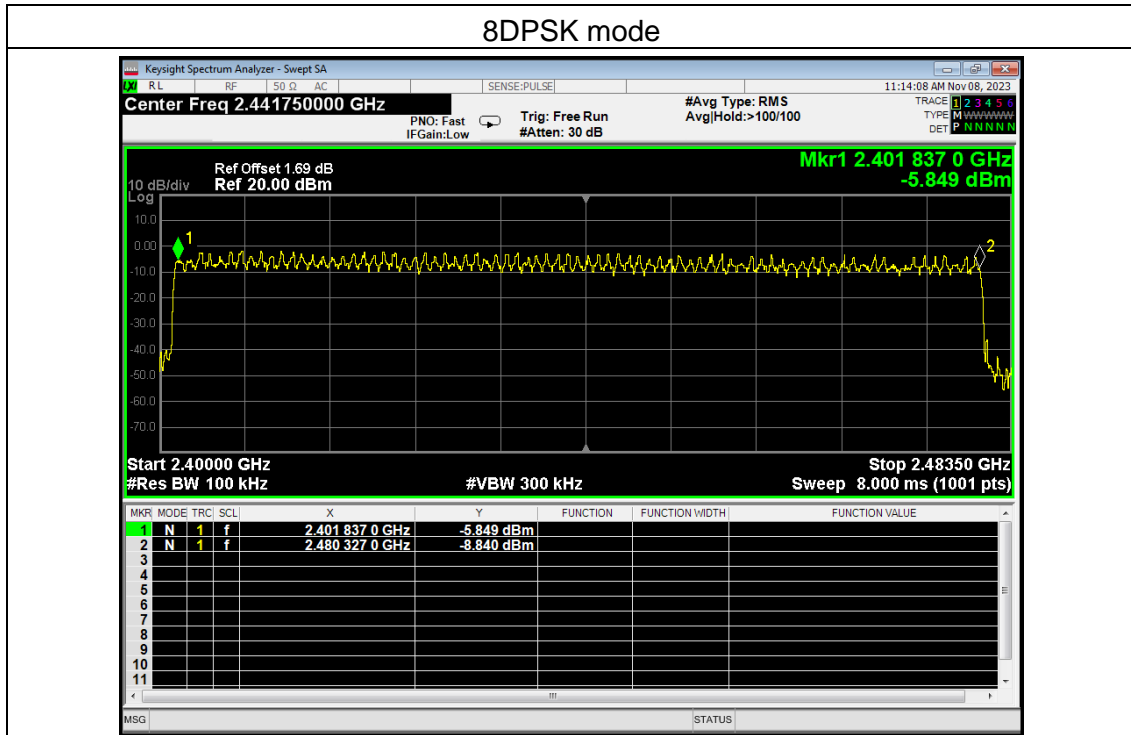 8DPSK mode
Keysight Spectrum Analyzer - Swept SA
LXI RL RF 50 Ω AC SENSE:PULSE 11:14:08 AM Nov 08, 2023
Center Freq 2.441750000 GHz #Avg Type: RMS TRACE 1 2 3 4 5 6
PNO: Fast Trig: Free Run Avg|Hold:>100/100 TYPE M WWWWW
IFGain:Low #Atten: 30 dB DET P N N N N N
Mkr1 2.401 837 0 GHz
-5.849 dBm
Ref Offset 1.69 dB
10 dB/div Ref 20.00 dBm
Log
10.0
1
0.00
2
-10.0
-20.0
-30.0
-40.0
-50.0
-60.0
-70.0
Start 2.40000 GHz Stop 2.48350 GHz
#Res BW 100 kHz #VBW 300 kHz Sweep 8.000 ms (1001 pts)
MKR MODE TRC SCL X Y FUNCTION FUNCTION WIDTH FUNCTION VALUE
1 N 1 f 2.401 837 0 GHz -5.849 dBm
2 N 1 f 2.480 327 0 GHz -8.840 dBm
3
4
5
6
7
8
9
10
11
MSG STATUS